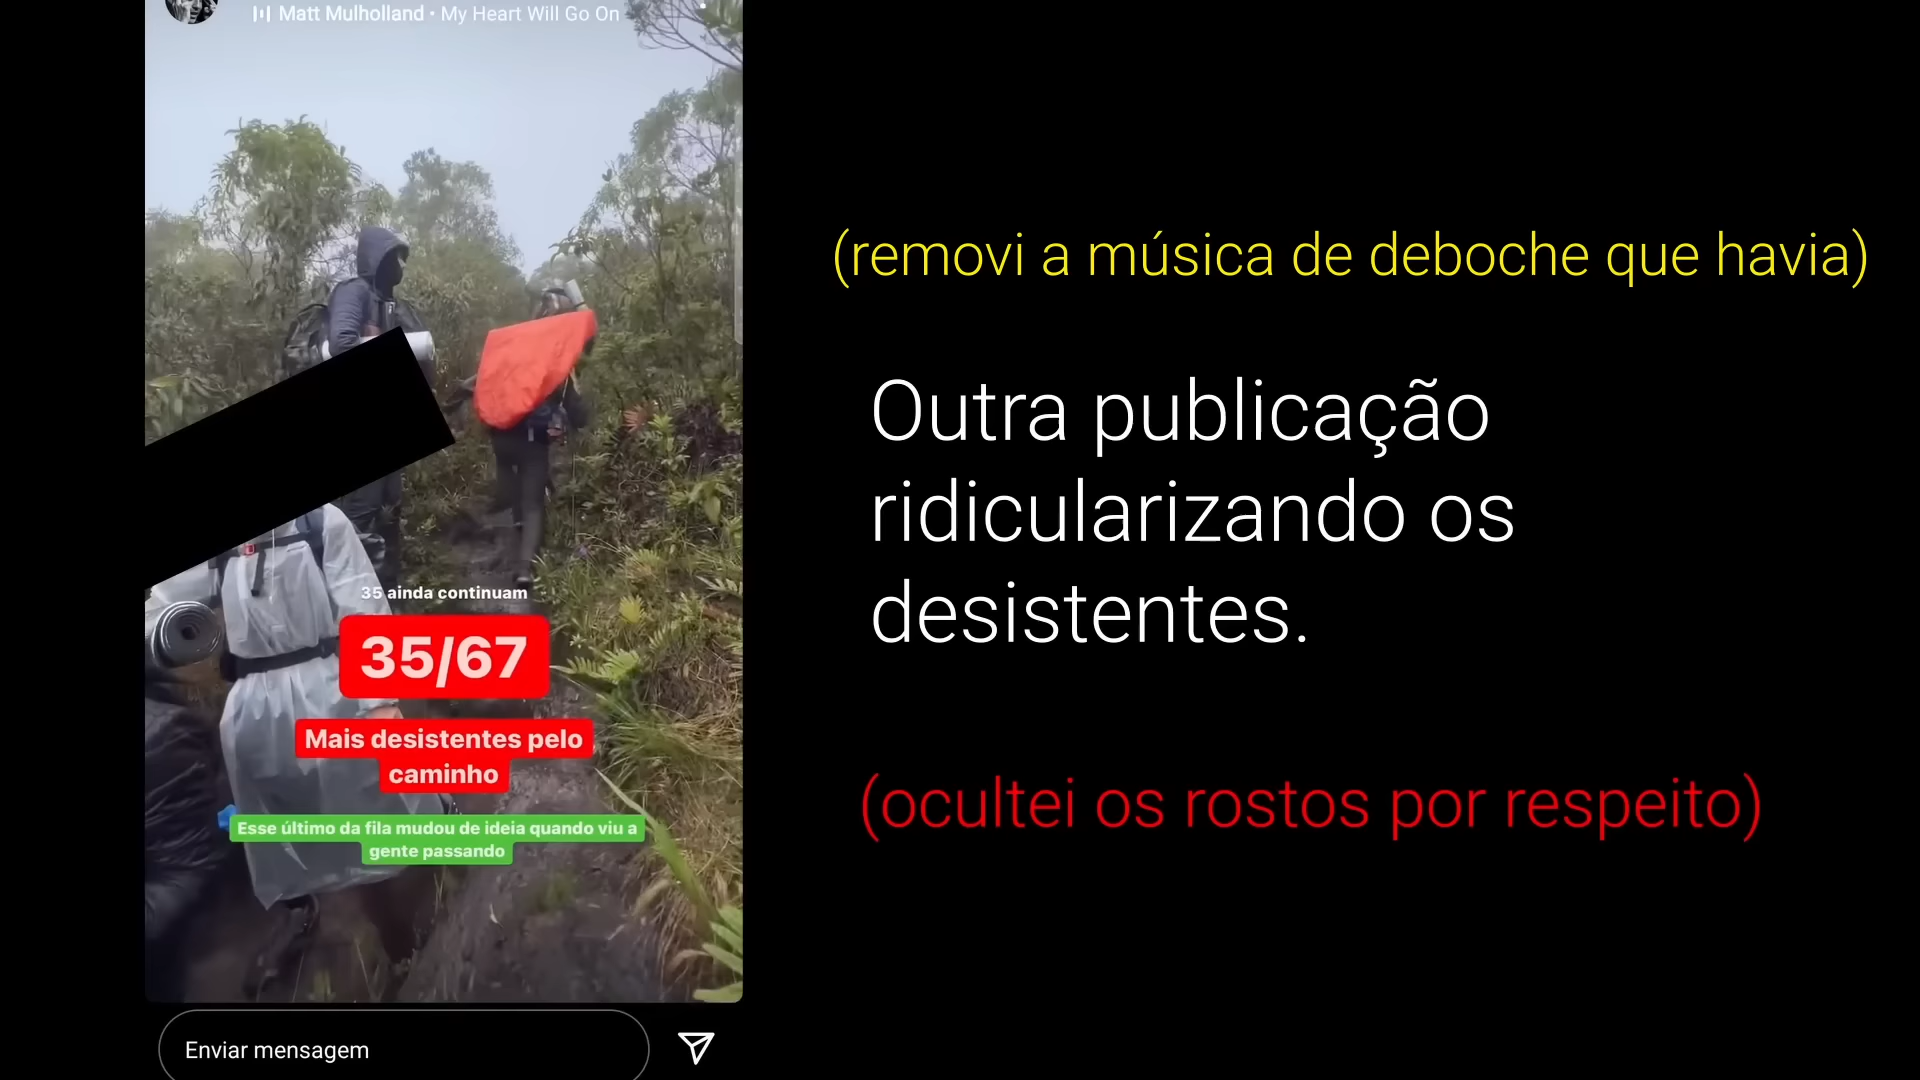 Matt Mulholland • My Heart Will Go On
35 ainda continuam
35/67
Mais desistentes pelo
caminho
Esse último da fila mudou de ideia quando viu a
gente passando
Enviar mensagem
(removi a música de deboche que havia)
Outra publicação
ridicularizando os
desistentes.
(ocultei os rostos por respeito)